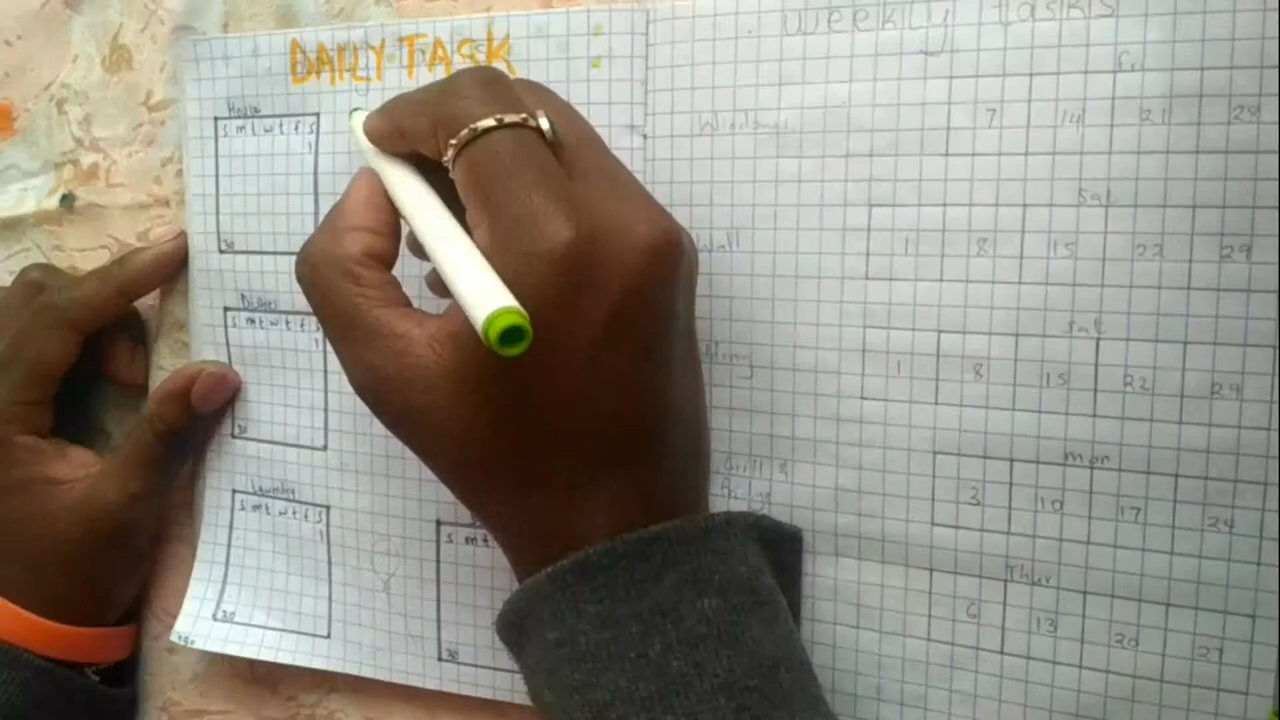 DAILY TASK
House
s m t w t f s
1
30
Dishes
s m t w t f s
1
30
Laundry
s m t w t f s
1
30
s m t
30
weekly tasks
Windows
7 14 21 28
Sat
Wall
1 8 15 22 29
Sat
1 8 15 22 29
Mon
3 10 17 24
Thur
6 13 20 27